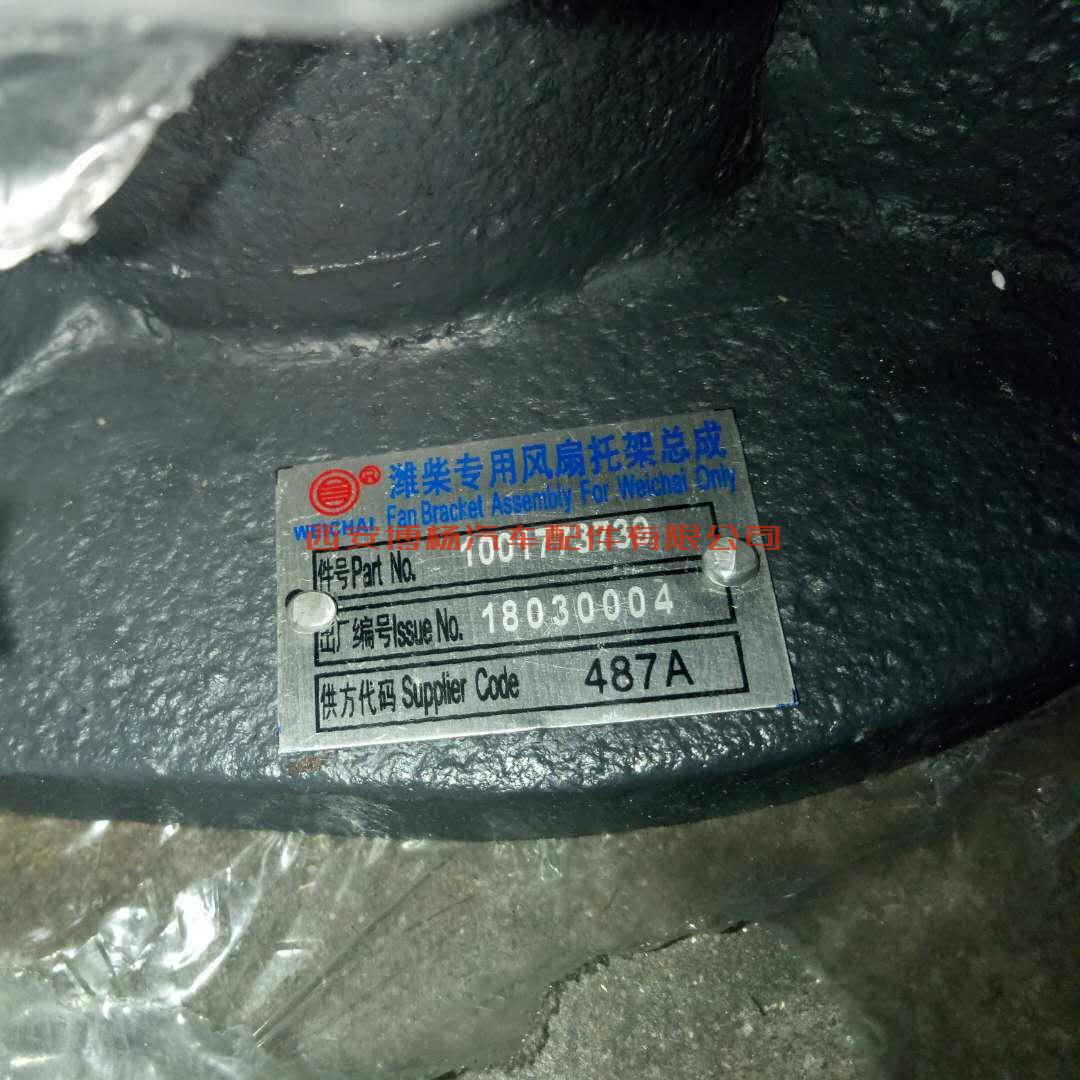 潍柴专用风扇托架总成
WEICHAI Fan Bracket Assembly For Weichai Only
西安博杨汽车配件有限公司
件号Part No. 1001773730
出厂编号Issue No. 18030004
供方代码 Supplier Code 487A